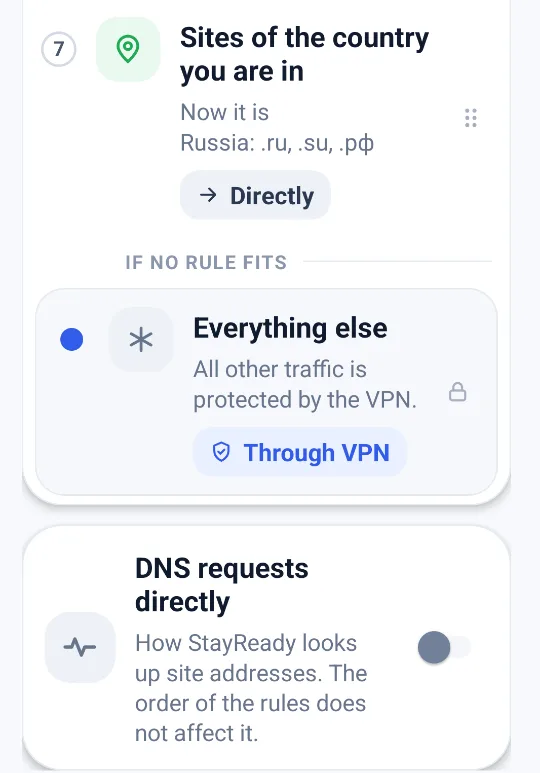 7
Sites of the country
you are in
Now it is
Russia: .ru, .su, .рф
→ Directly
IF NO RULE FITS
Everything else
All other traffic is
protected by the VPN.
Through VPN
DNS requests
directly
How StayReady looks
up site addresses. The
order of the rules does
not affect it.